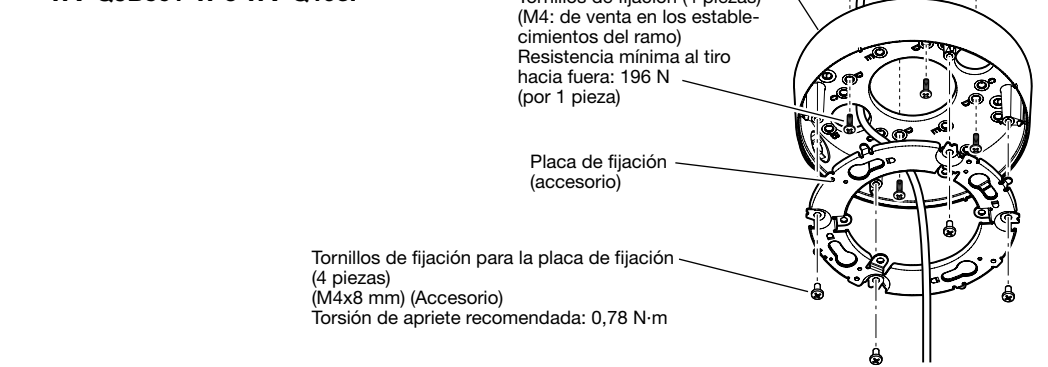 Tornillos de fijación (4 piezas)
(M4: de venta en los estable-
cimientos del ramo)
Resistencia mínima al tiro
hacia fuera: 196 N
(por 1 pieza)
Placa de fijación
(accesorio)
Tornillos de fijación para la placa de fijación
(4 piezas)
(M4x8 mm) (Accesorio)
Torsión de apriete recomendada: 0,78 N·m